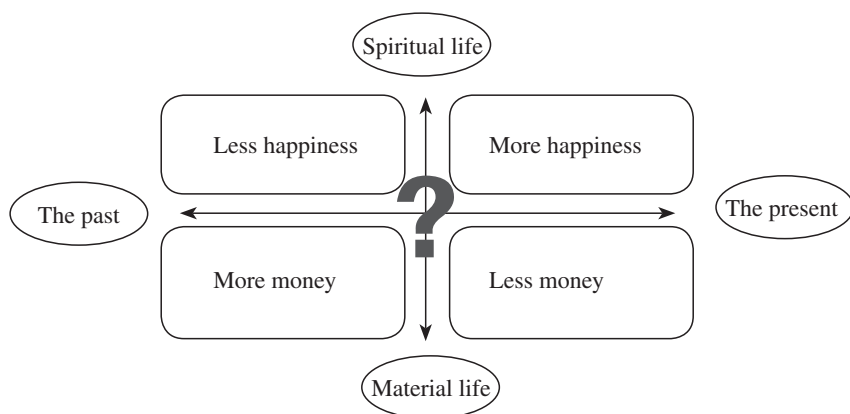 Spiritual life
Less happiness
More happiness
The past
?
The present
More money
Less money
Material life